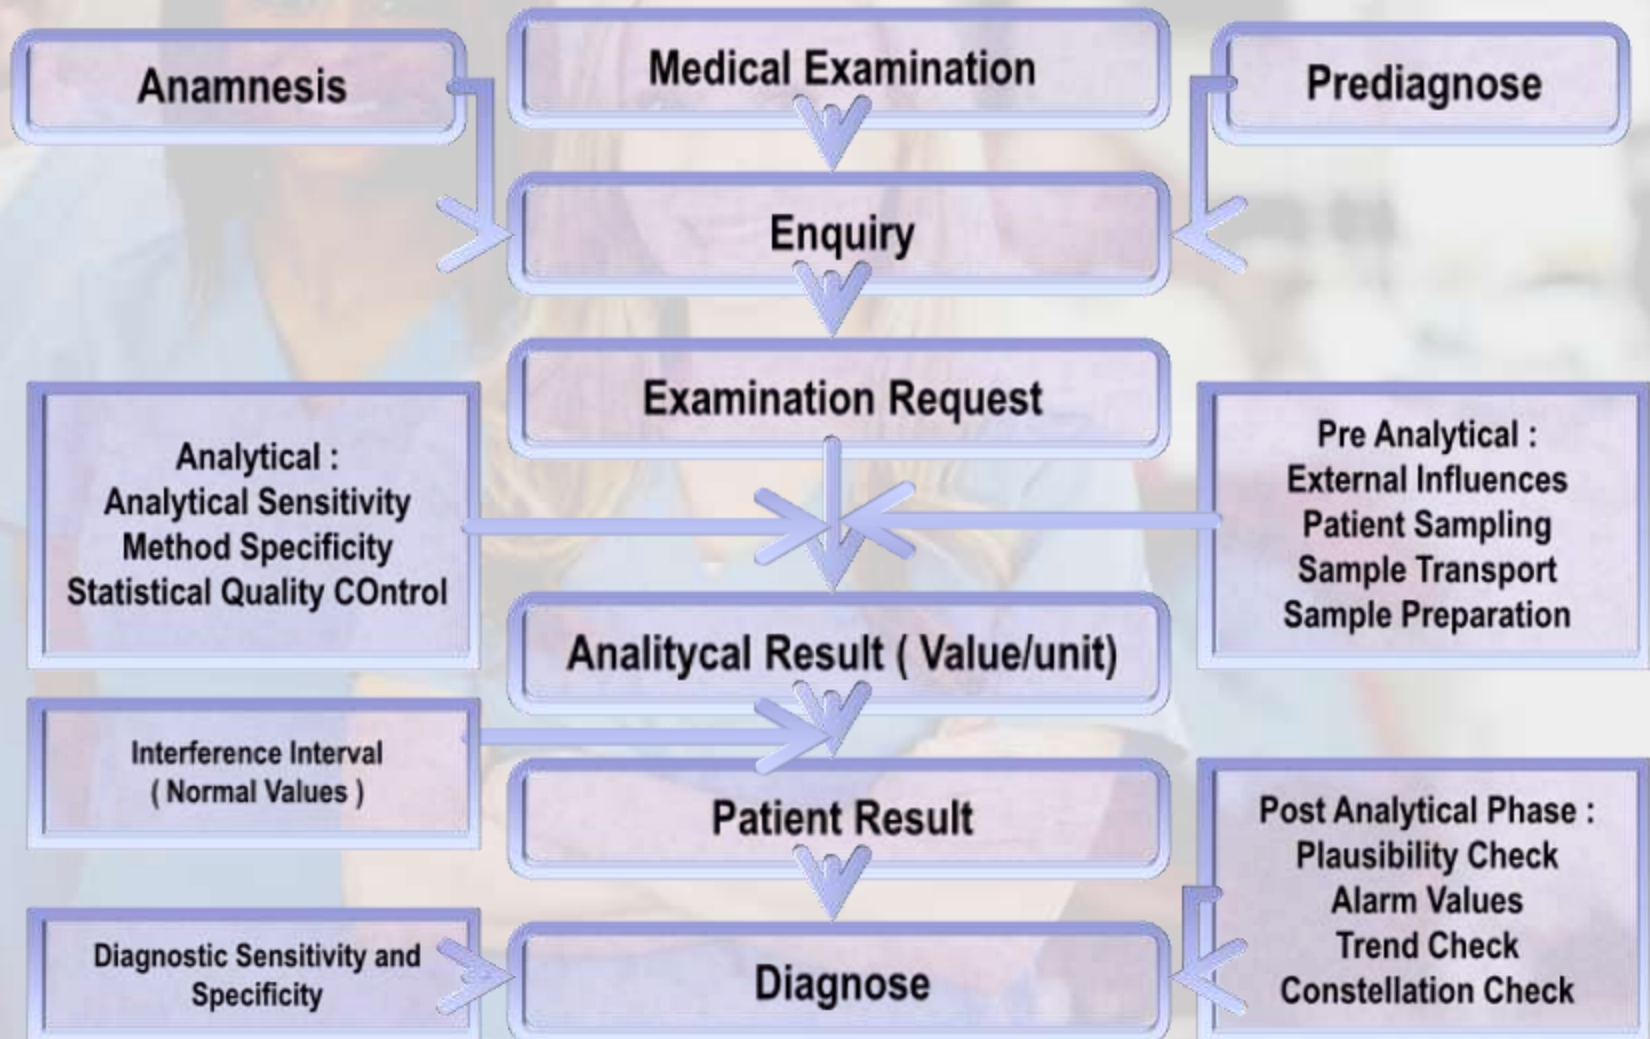 Anamnesis
Medical Examination
Prediagnose
Enquiry
Examination Request
Analytical :
Analytical Sensitivity
Method Specificity
Statistical Quality COntrol
Pre Analytical :
External Influences
Patient Sampling
Sample Transport
Sample Preparation
Analitycal Result ( Value/unit)
Interference Interval
( Normal Values )
Patient Result
Post Analytical Phase :
Plausibility Check
Alarm Values
Trend Check
Constellation Check
Diagnostic Sensitivity and
Specificity
Diagnose